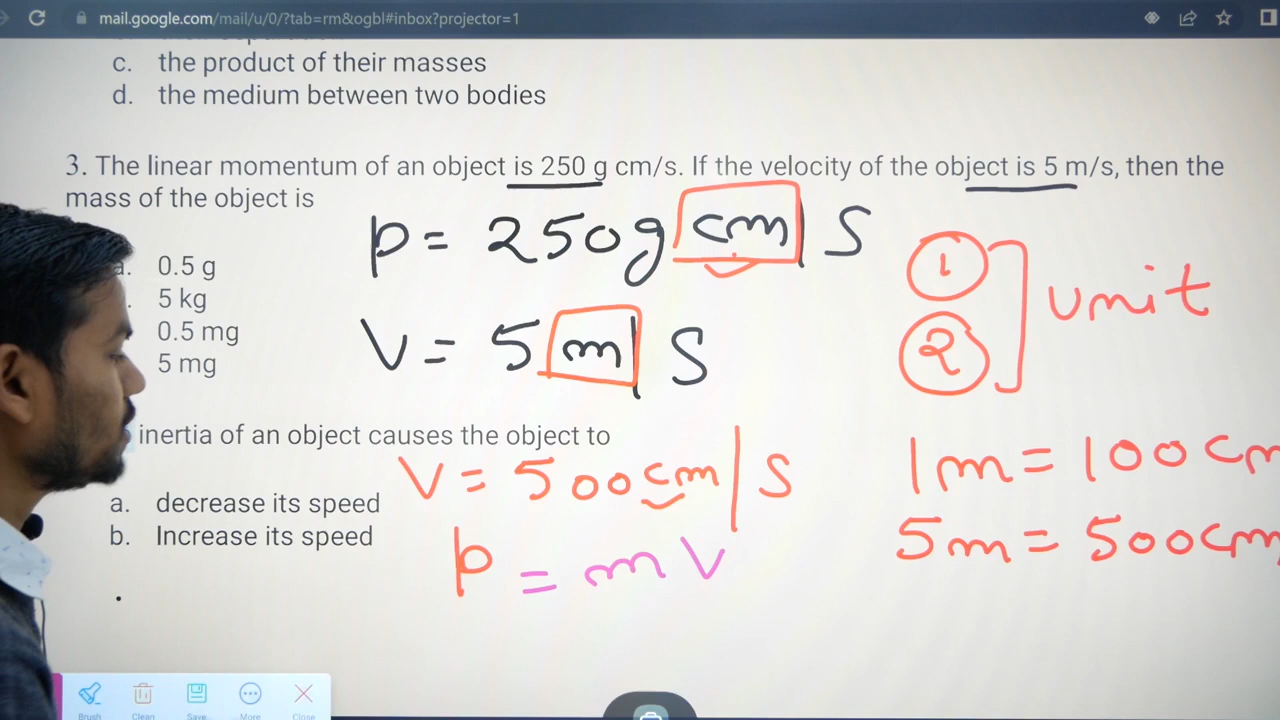 mail.google.com/mail/u/0/?tab=rm&ogbl#inbox?projector=1
c. the product of their masses
d. the medium between two bodies
3. The linear momentum of an object is 250 g cm/s. If the velocity of the object is 5 m/s, then the
mass of the object is
p = 250g cm/s
a. 0.5 g
5 kg
0.5 mg
5 mg
v = 5 m/s
1
2
unit
inertia of an object causes the object to
v = 500cm/s
1m = 100cm
5m = 500cm
a. decrease its speed
b. Increase its speed
p = mv
Brush Clean Save More Close